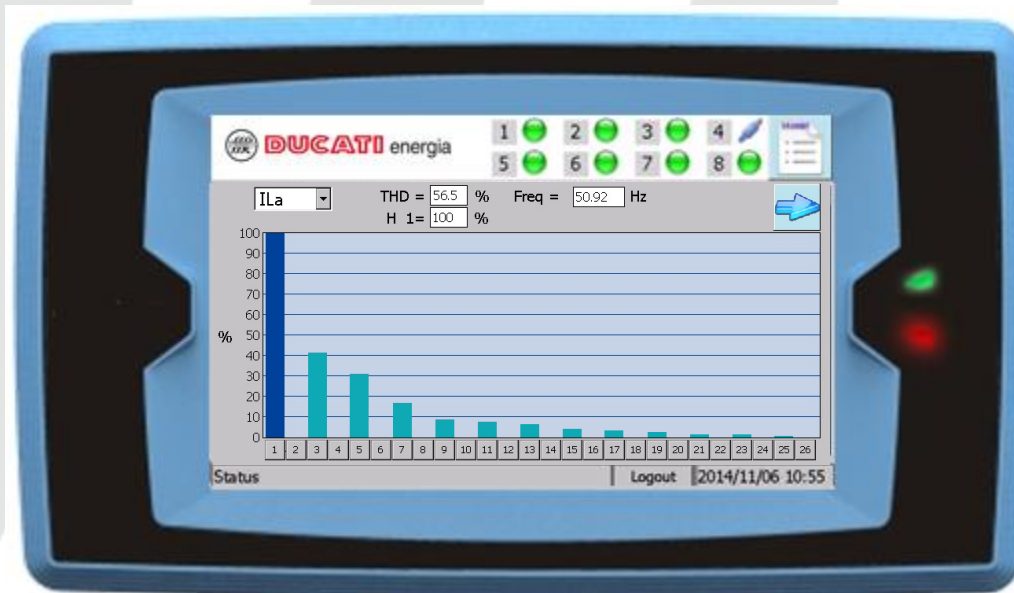 DUCATI energia
1 2 3 4
5 6 7 8
ILa THD = 56.5 % Freq = 50.92 Hz
H 1= 100 %
100
90
80
70
60
% 50
40
30
20
10
0
1 2 3 4 5 6 7 8 9 10 11 12 13 14 15 16 17 18 19 20 21 22 23 24 25 26
Status Logout 2014/11/06 10:55